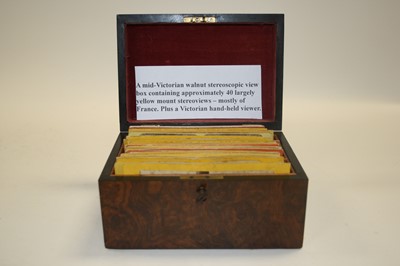 A mid-Victorian walnut stereoscopic view
box containing approximately 40 largely
yellow mount stereoviews – mostly of
France. Plus a Victorian hand-held viewer.